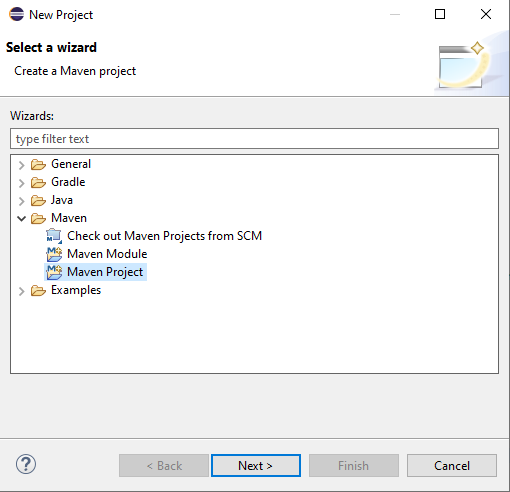 New Project
Select a wizard
Create a Maven project
Wizards:
type filter text
General
Gradle
Java
Maven
Check out Maven Projects from SCM
Maven Module
Maven Project
Examples
?
< Back
Next >
Finish
Cancel